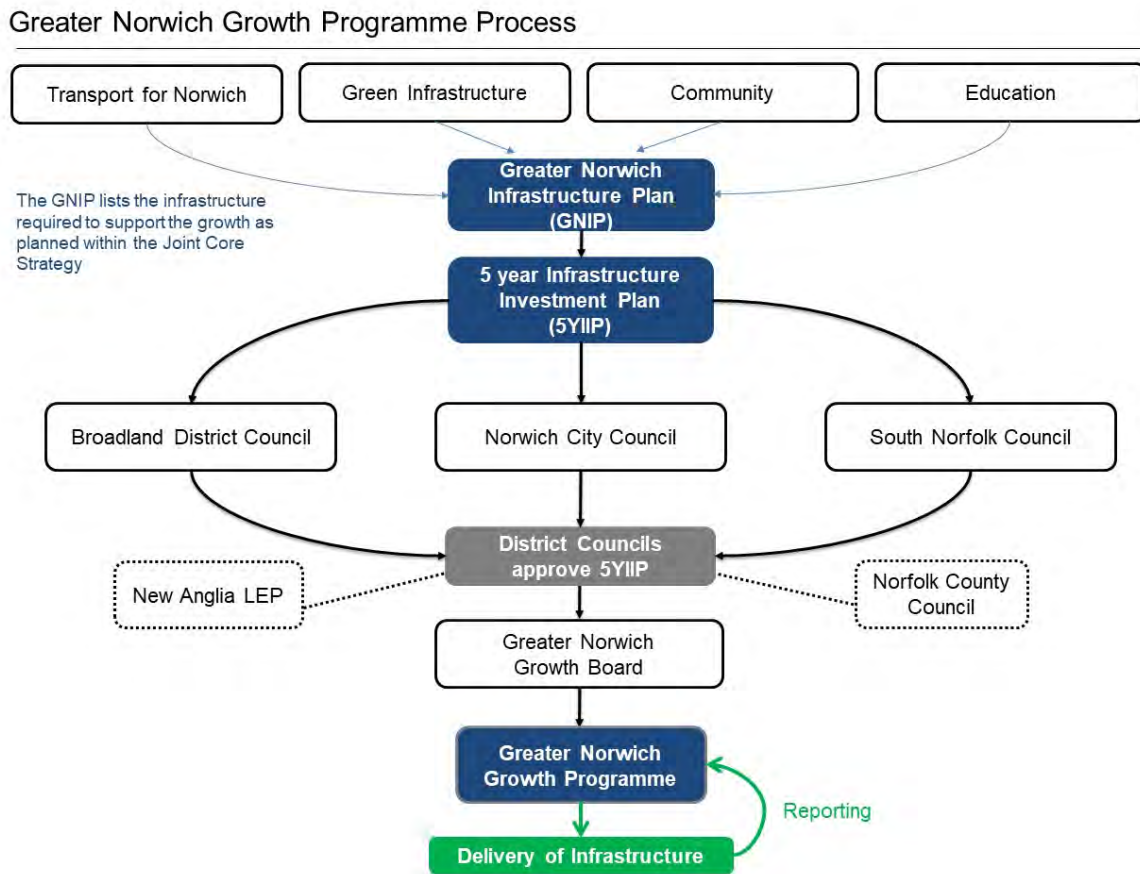 Greater Norwich Growth Programme Process
Transport for Norwich
Green Infrastructure
Community
Education
Greater Norwich
Infrastructure Plan
(GNIP)
The GNIP lists the infrastructure
required to support the growth as
planned within the Joint Core
Strategy
5 year Infrastructure
Investment Plan
(5YIIP)
Broadland District Council
Norwich City Council
South Norfolk Council
District Councils
approve 5YIIP
New Anglia LEP
Norfolk County
Council
Greater Norwich
Growth Board
Greater Norwich
Growth Programme
Reporting
Delivery of Infrastructure